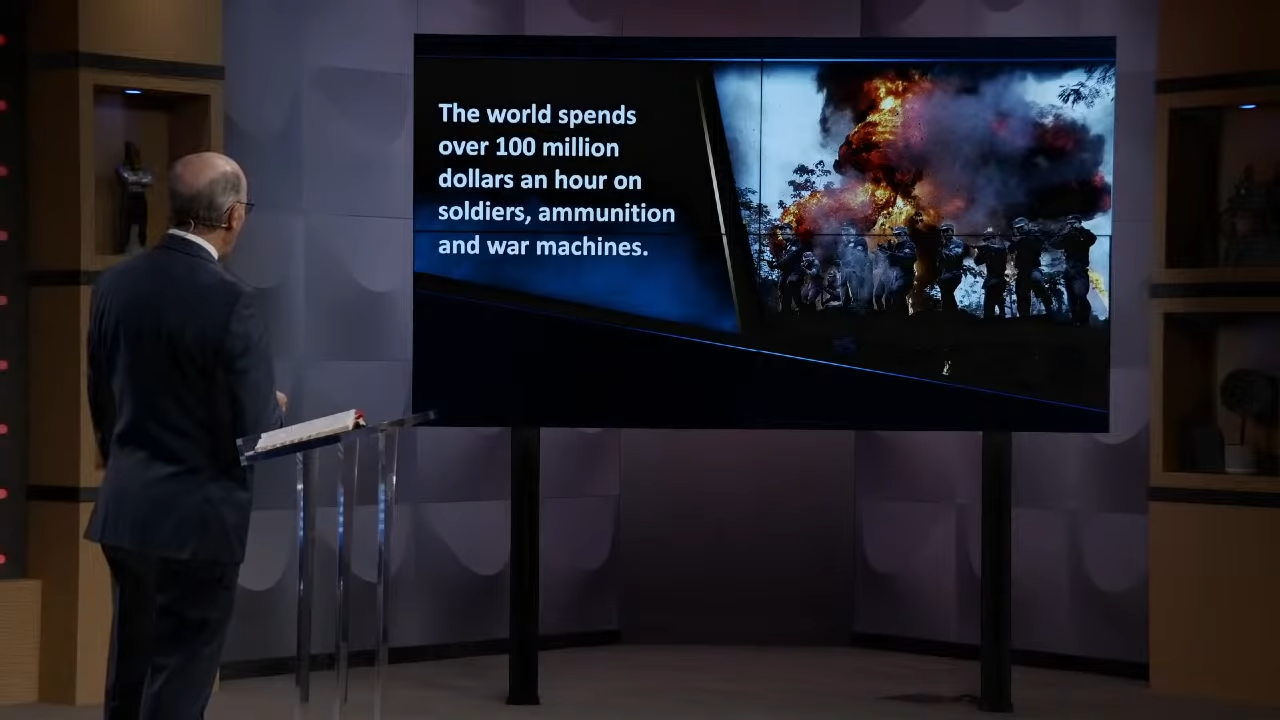 The world spends
over 100 million
dollars an hour on
soldiers, ammunition
and war machines.